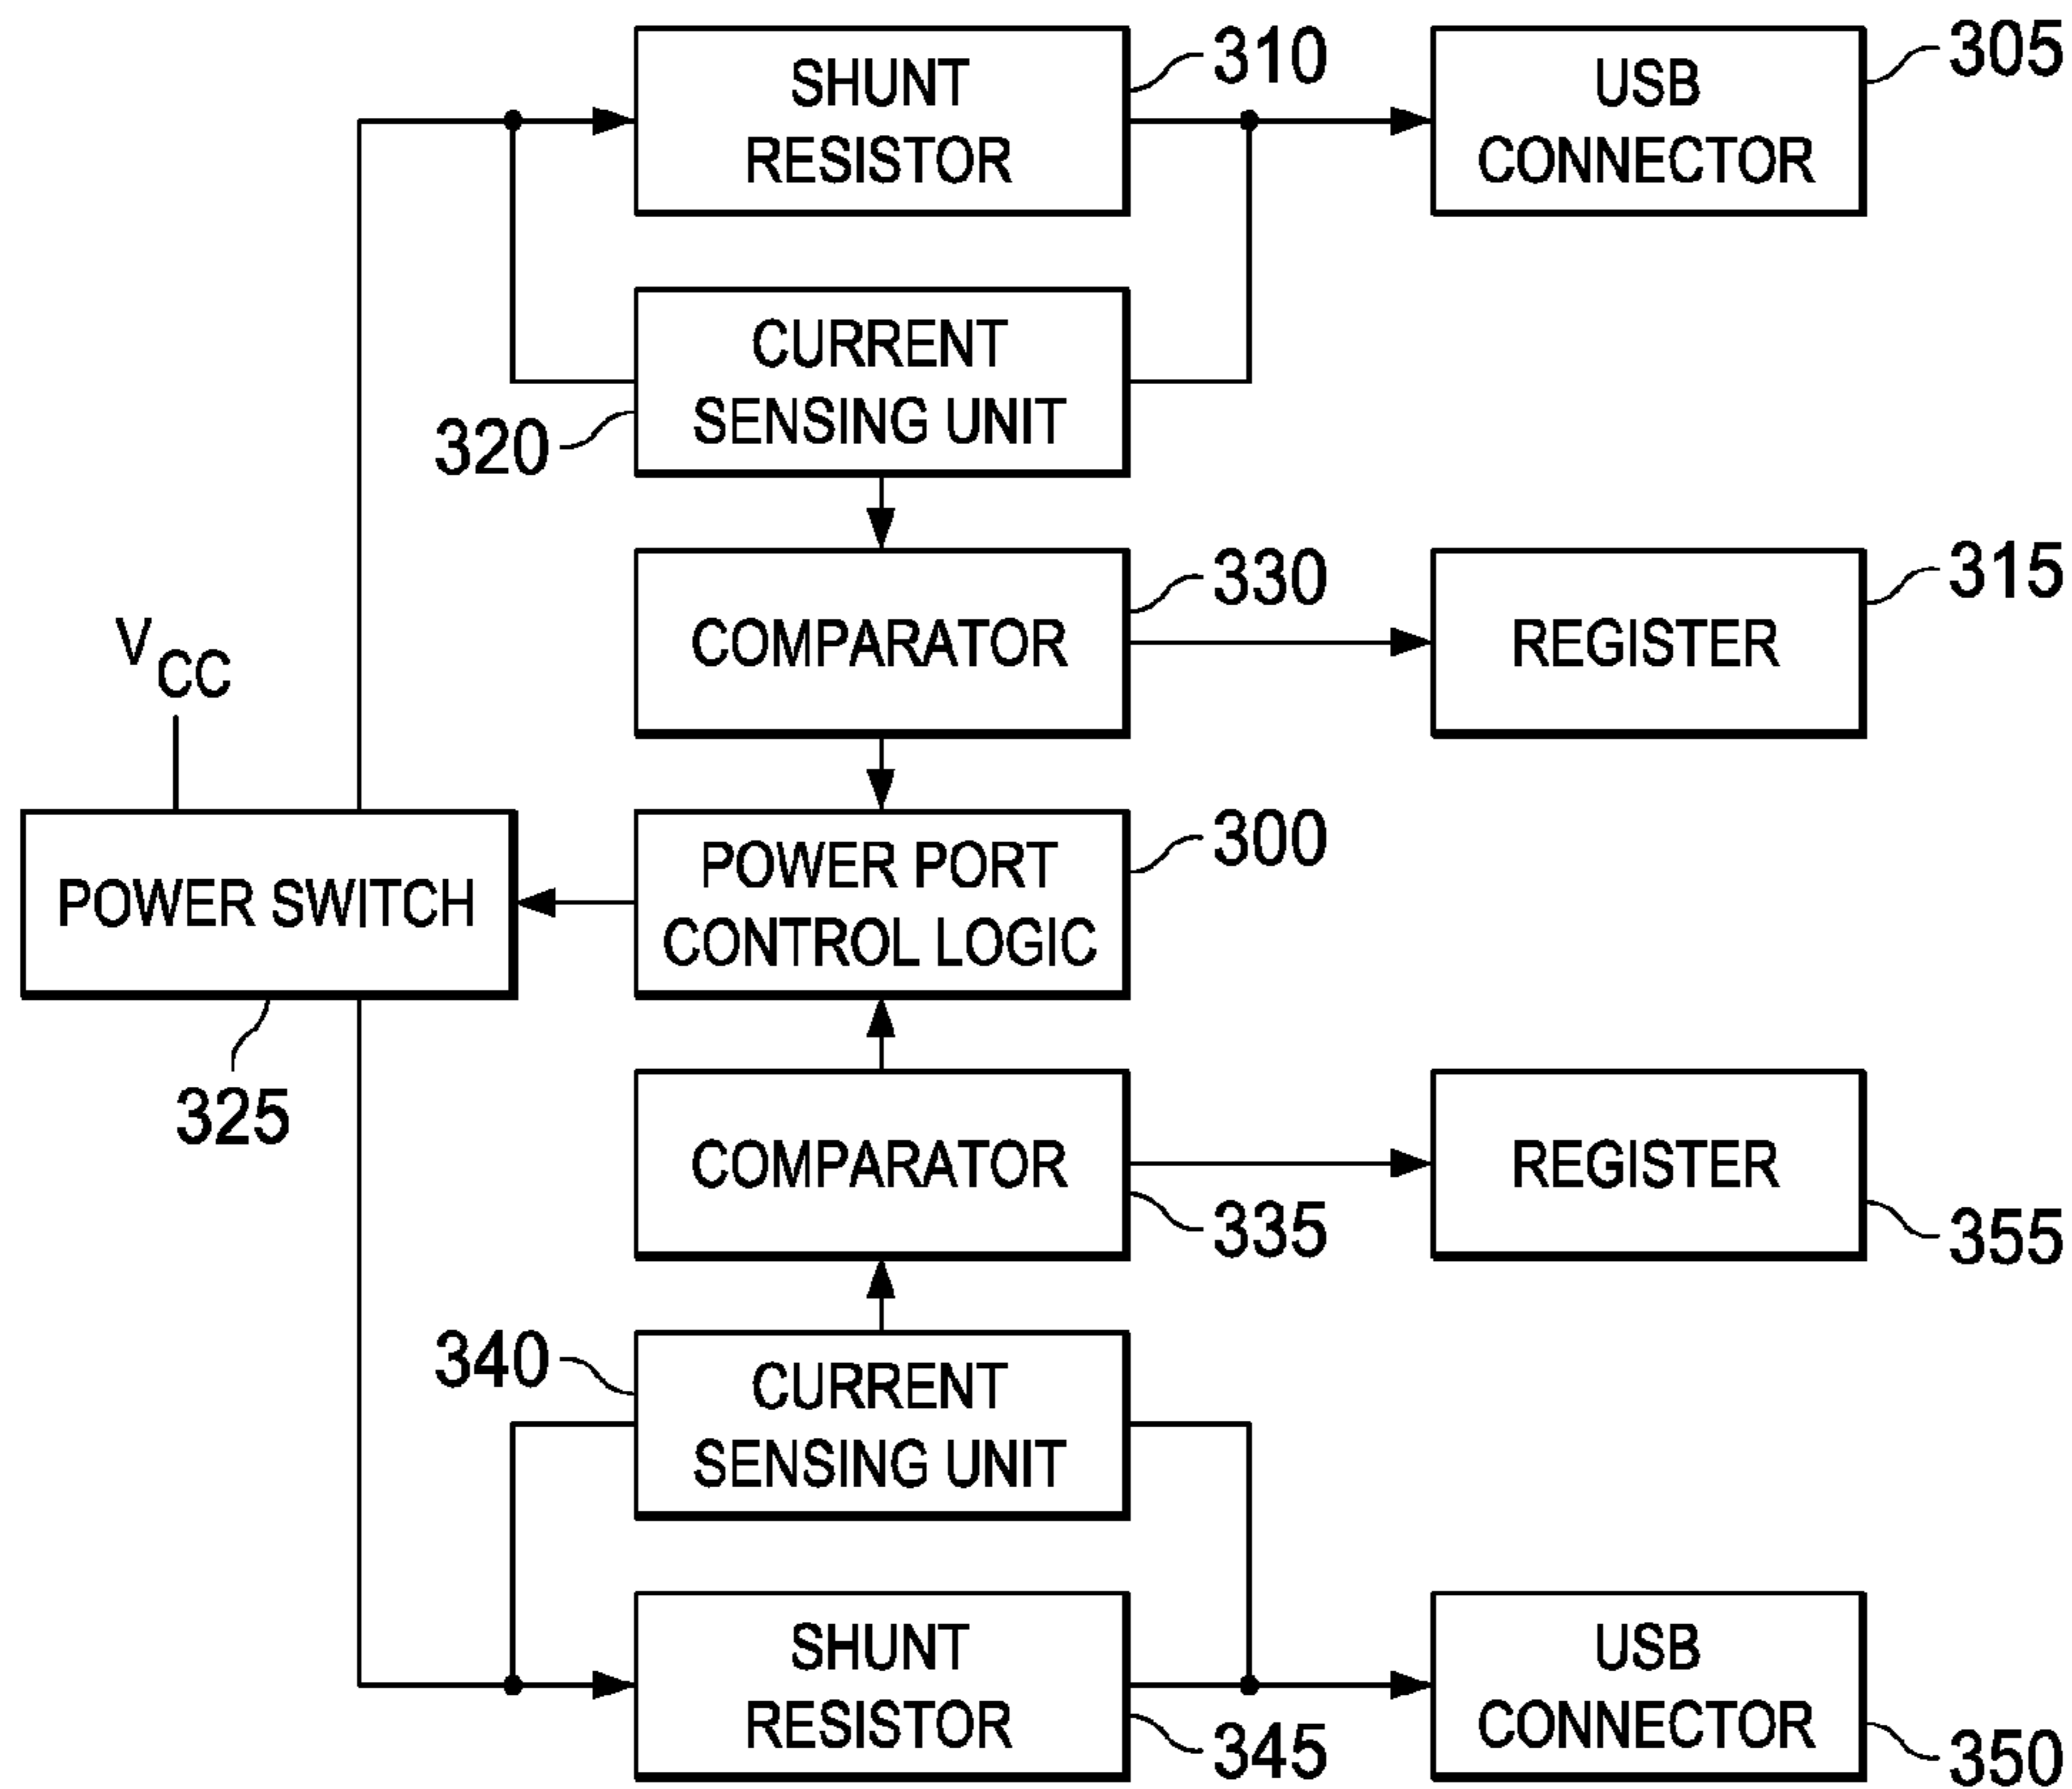 SHUNT
RESISTOR
310
USB
CONNECTOR
305
CURRENT
SENSING UNIT
320
COMPARATOR
330
REGISTER
315
VCC
POWER SWITCH
325
POWER PORT
CONTROL LOGIC
300
COMPARATOR
335
REGISTER
355
340
CURRENT
SENSING UNIT
SHUNT
RESISTOR
345
USB
CONNECTOR
350